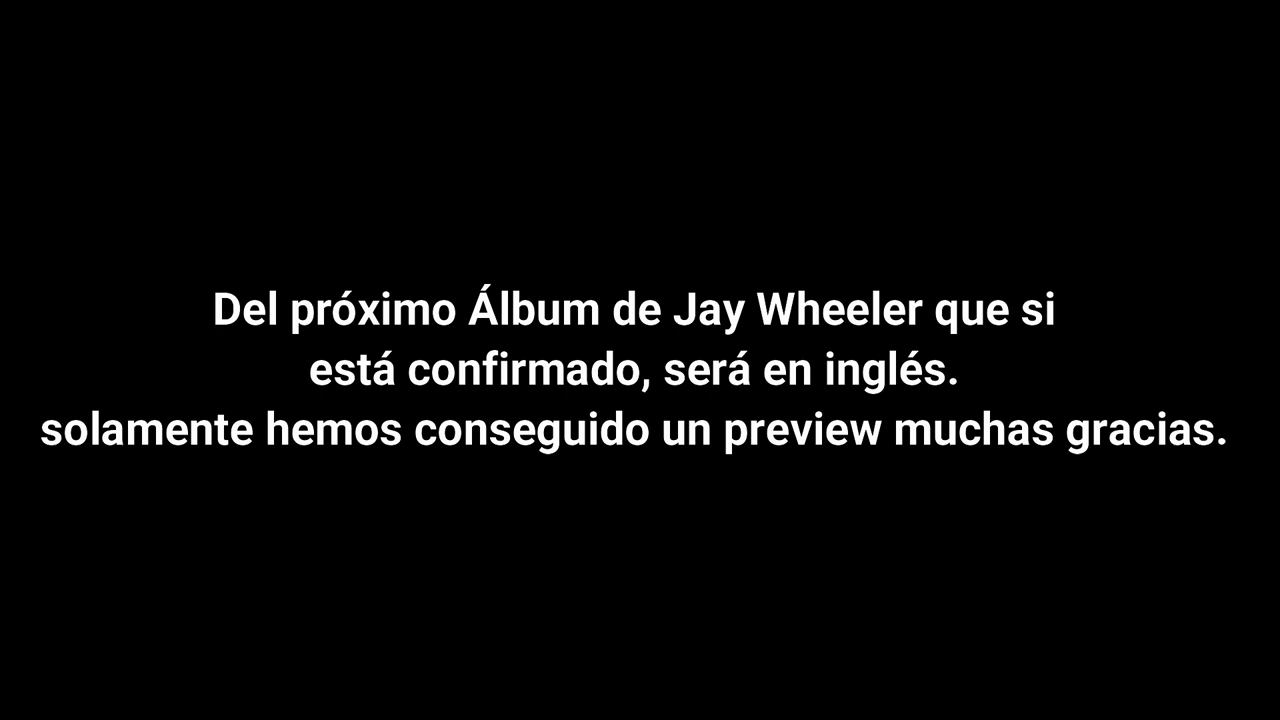 Del próximo Álbum de Jay Wheeler que si
está confirmado, será en inglés.
solamente hemos conseguido un preview muchas gracias.